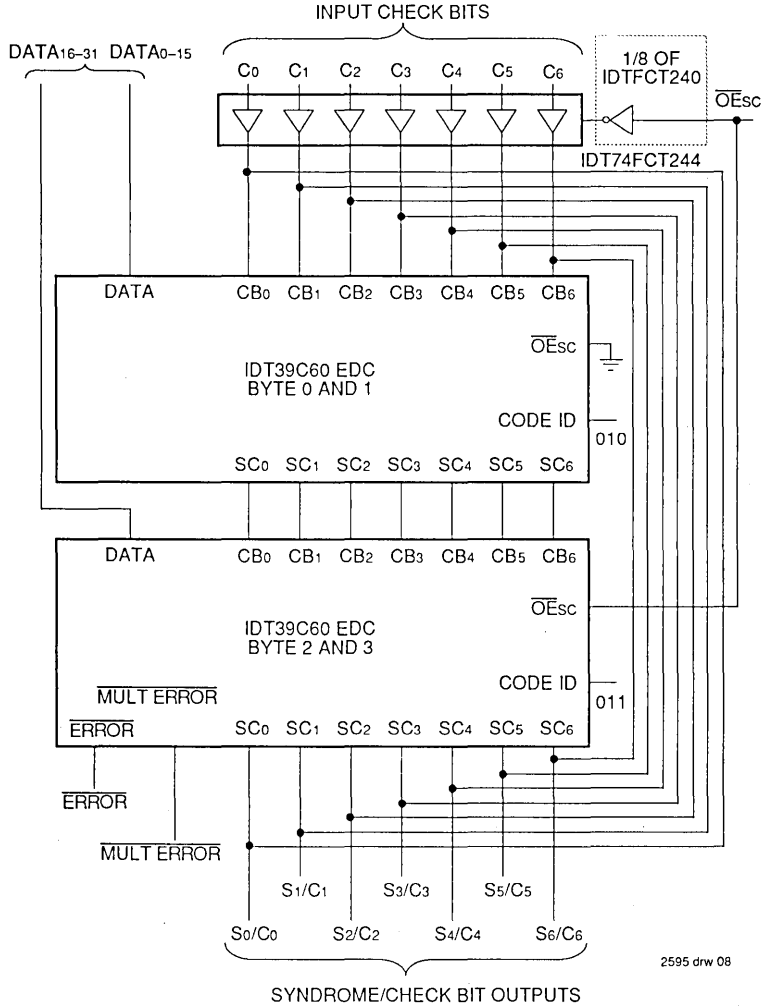 INPUT CHECK BITS
DATA16–31 DATA0–15
C0 C1 C2 C3 C4 C5 C6
1/8 OF
IDTFCT240
OEsc
IDT74FCT244
DATA CB0 CB1 CB2 CB3 CB4 CB5 CB6
OEsc
IDT39C60 EDC
BYTE 0 AND 1
CODE ID
010
SC0 SC1 SC2 SC3 SC4 SC5 SC6
DATA CB0 CB1 CB2 CB3 CB4 CB5 CB6
OEsc
IDT39C60 EDC
BYTE 2 AND 3
CODE ID
011
MULT ERROR
ERROR
SC0 SC1 SC2 SC3 SC4 SC5 SC6
ERROR
MULT ERROR
S1/C1 S3/C3 S5/C5
S0/C0 S2/C2 S4/C4 S6/C6
2595 drw 08
SYNDROME/CHECK BIT OUTPUTS